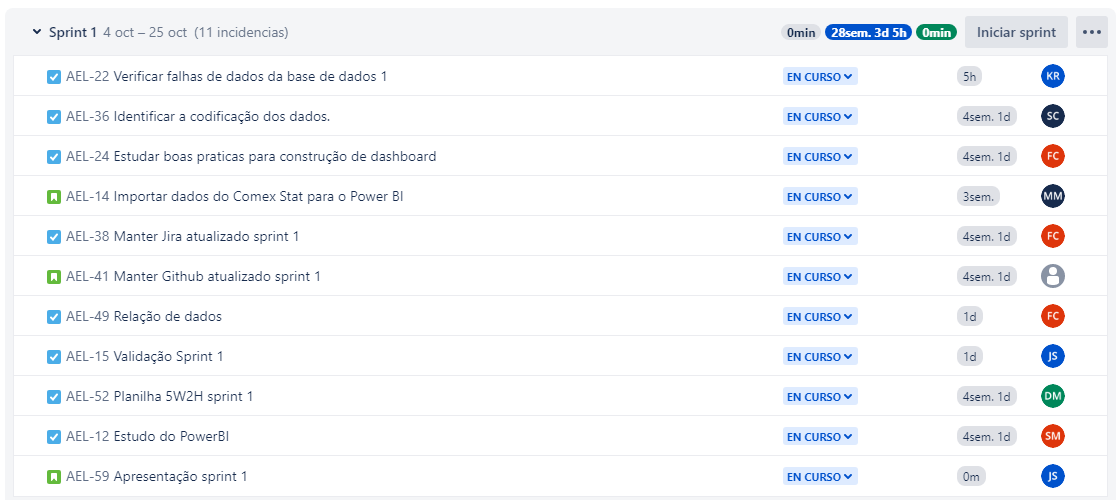 Sprint 1 4 oct – 25 oct (11 incidencias) 0min 28sem. 3d 5h 0min Iniciar sprint
AEL-22 Verificar falhas de dados da base de dados 1 EN CURSO 5h KR
AEL-36 Identificar a codificação dos dados. EN CURSO 4sem. 1d SC
AEL-24 Estudar boas praticas para construção de dashboard EN CURSO 4sem. 1d FC
AEL-14 Importar dados do Comex Stat para o Power BI EN CURSO 3sem. MM
AEL-38 Manter Jira atualizado sprint 1 EN CURSO 4sem. 1d FC
AEL-41 Manter Github atualizado sprint 1 EN CURSO 4sem. 1d
AEL-49 Relação de dados EN CURSO 1d FC
AEL-15 Validação Sprint 1 EN CURSO 1d JS
AEL-52 Planilha 5W2H sprint 1 EN CURSO 4sem. 1d DM
AEL-12 Estudo do PowerBI EN CURSO 4sem. 1d SM
AEL-59 Apresentação sprint 1 EN CURSO 0m JS